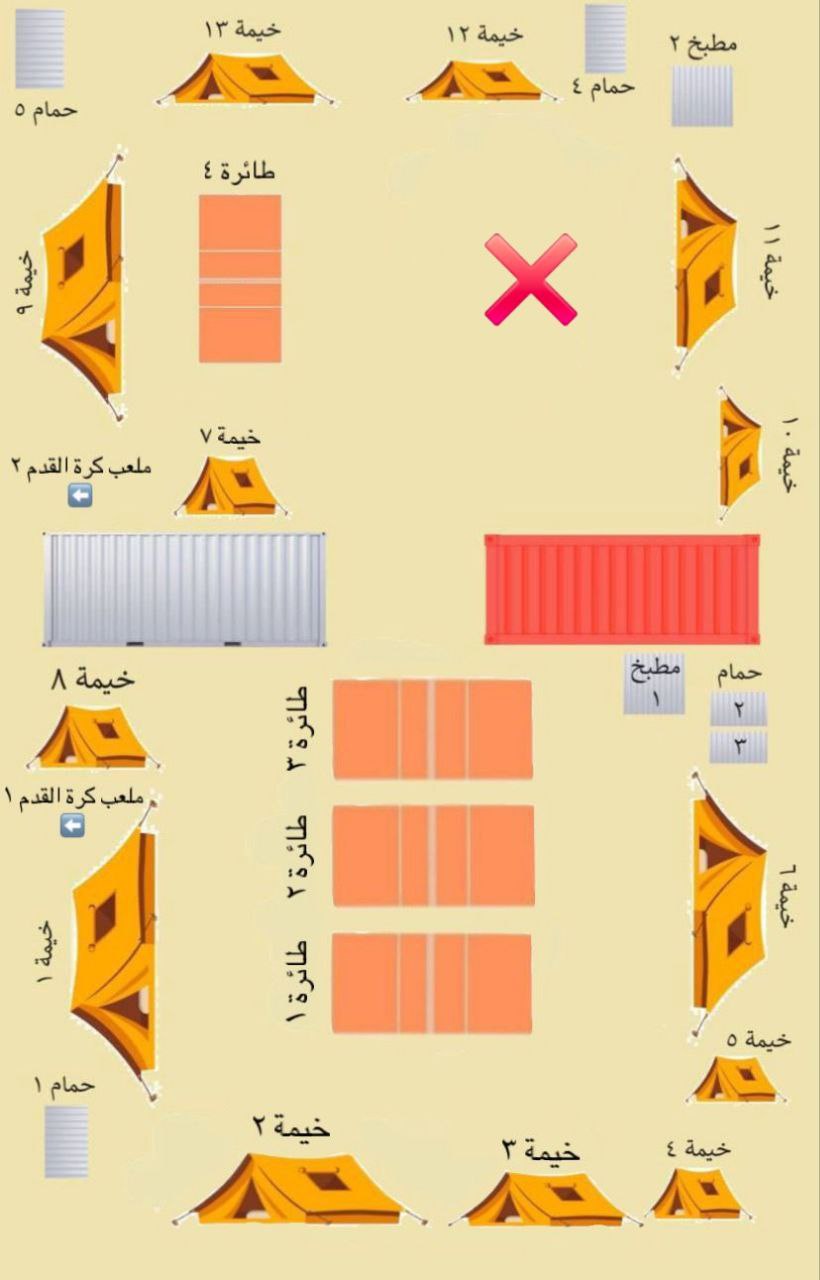 خيمة ١٣
خيمة ١٢
مطبخ ٢
حمام ٤
حمام ٥
طائرة ٤
خيمة ١١
خيمة ٩
خيمة ١٠
خيمة ٧
ملعب كرة القدم ٢
مطبخ
١
حمام
٢
٣
خيمة ٨
طائرة ٣
ملعب كرة القدم ١
طائرة ٢
خيمة ٦
خيمة ١
طائرة ١
خيمة ٥
حمام ١
خيمة ٢
خيمة ٣
خيمة ٤